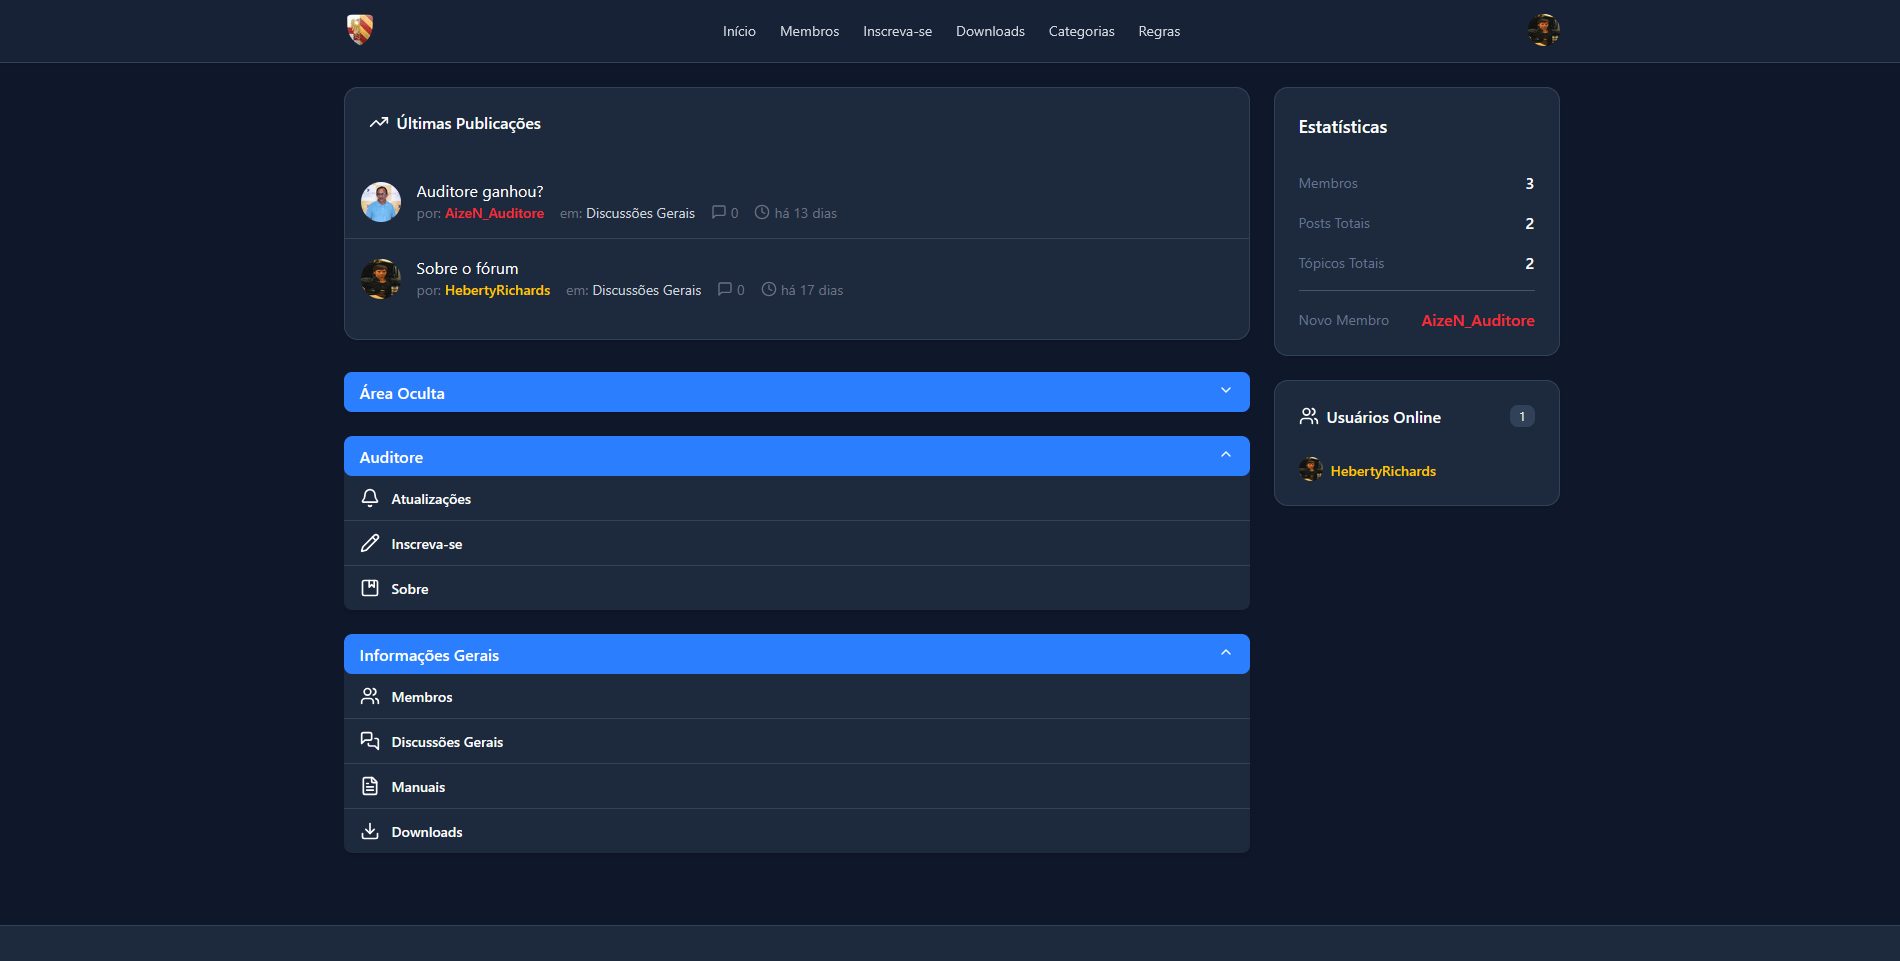 Início Membros Inscreva-se Downloads Categorias Regras
Últimas Publicações
Auditore ganhou?
por: AizeN_Auditore em: Discussões Gerais 0 há 13 dias
Sobre o fórum
por: HebertyRichards em: Discussões Gerais 0 há 17 dias
Área Oculta
Auditore
Atualizações
Inscreva-se
Sobre
Informações Gerais
Membros
Discussões Gerais
Manuais
Downloads
Estatísticas
Membros 3
Posts Totais 2
Tópicos Totais 2
Novo Membro AizeN_Auditore
Usuários Online 1
HebertyRichards